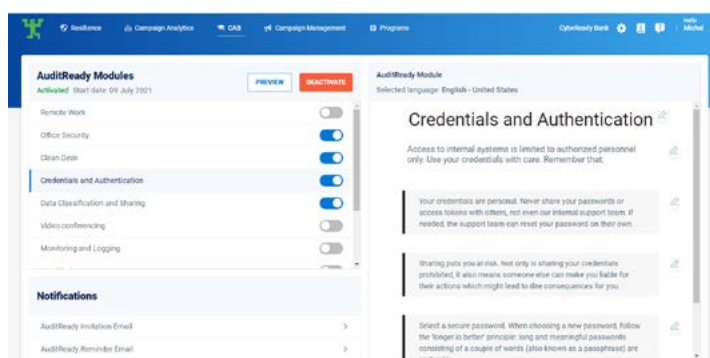 Resilience
Campaign Analytics
CAB
Campaign Management
Programs
CybeReady Bank
Hello
Michal
AuditReady Modules
Activated Start date: 09 July 2021
PREVIEW
DEACTIVATE
Remote Work
Office Security
Clean Desk
Credentials and Authentication
Data Classification and Sharing
Video conferencing
Monitoring and Logging
Notifications
AuditReady Invitation Email
AuditReady Reminder Email
AuditReady Module
Selected language: English - United States
Credentials and Authentication
Access to internal systems is limited to authorized personnel
only. Use your credentials with care. Remember that:
Your credentials are personal. Never share your passwords or
access tokens with others, not even our internal support team. If
needed, the support team can reset your password on their own.
Sharing puts you at risk. Not only is sharing your credentials
prohibited, it also means someone else can make you liable for
their actions which might lead to dire consequences for you.
Select a secure password. When choosing a new password, follow
the 'longer is better' principle: long and meaningful passwords
consisting of a couple of words (also known as a passphrase) are